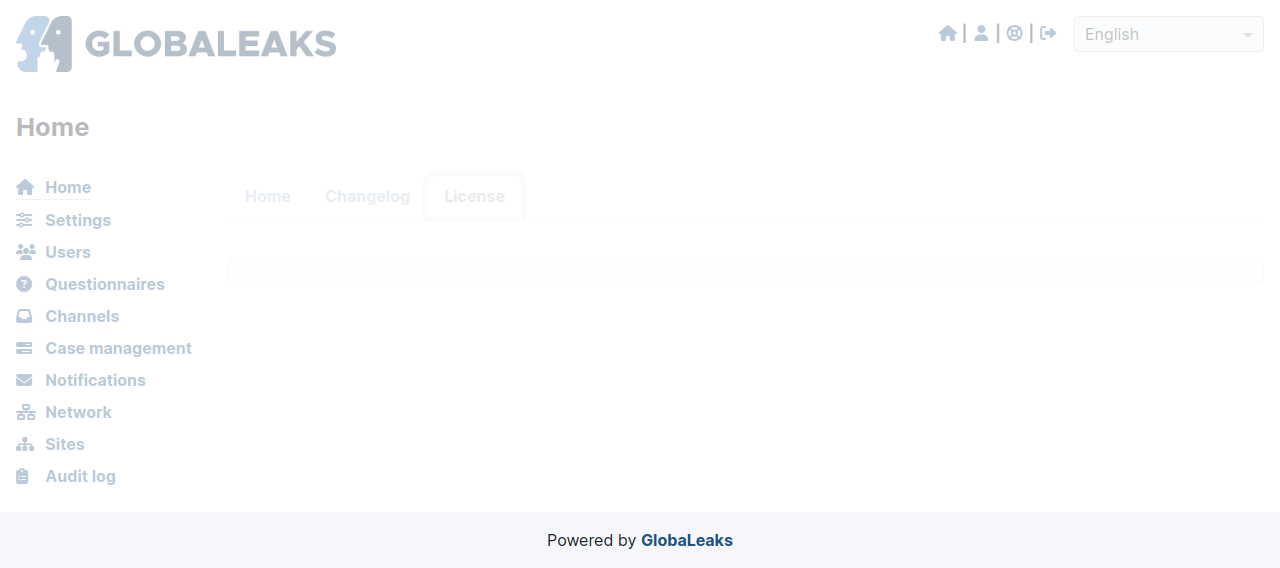 GLOBALEAKS
| | |
English
Home
Home
Settings
Users
Questionnaires
Channels
Case management
Notifications
Network
Sites
Audit log
Home Changelog License
Powered by GlobaLeaks